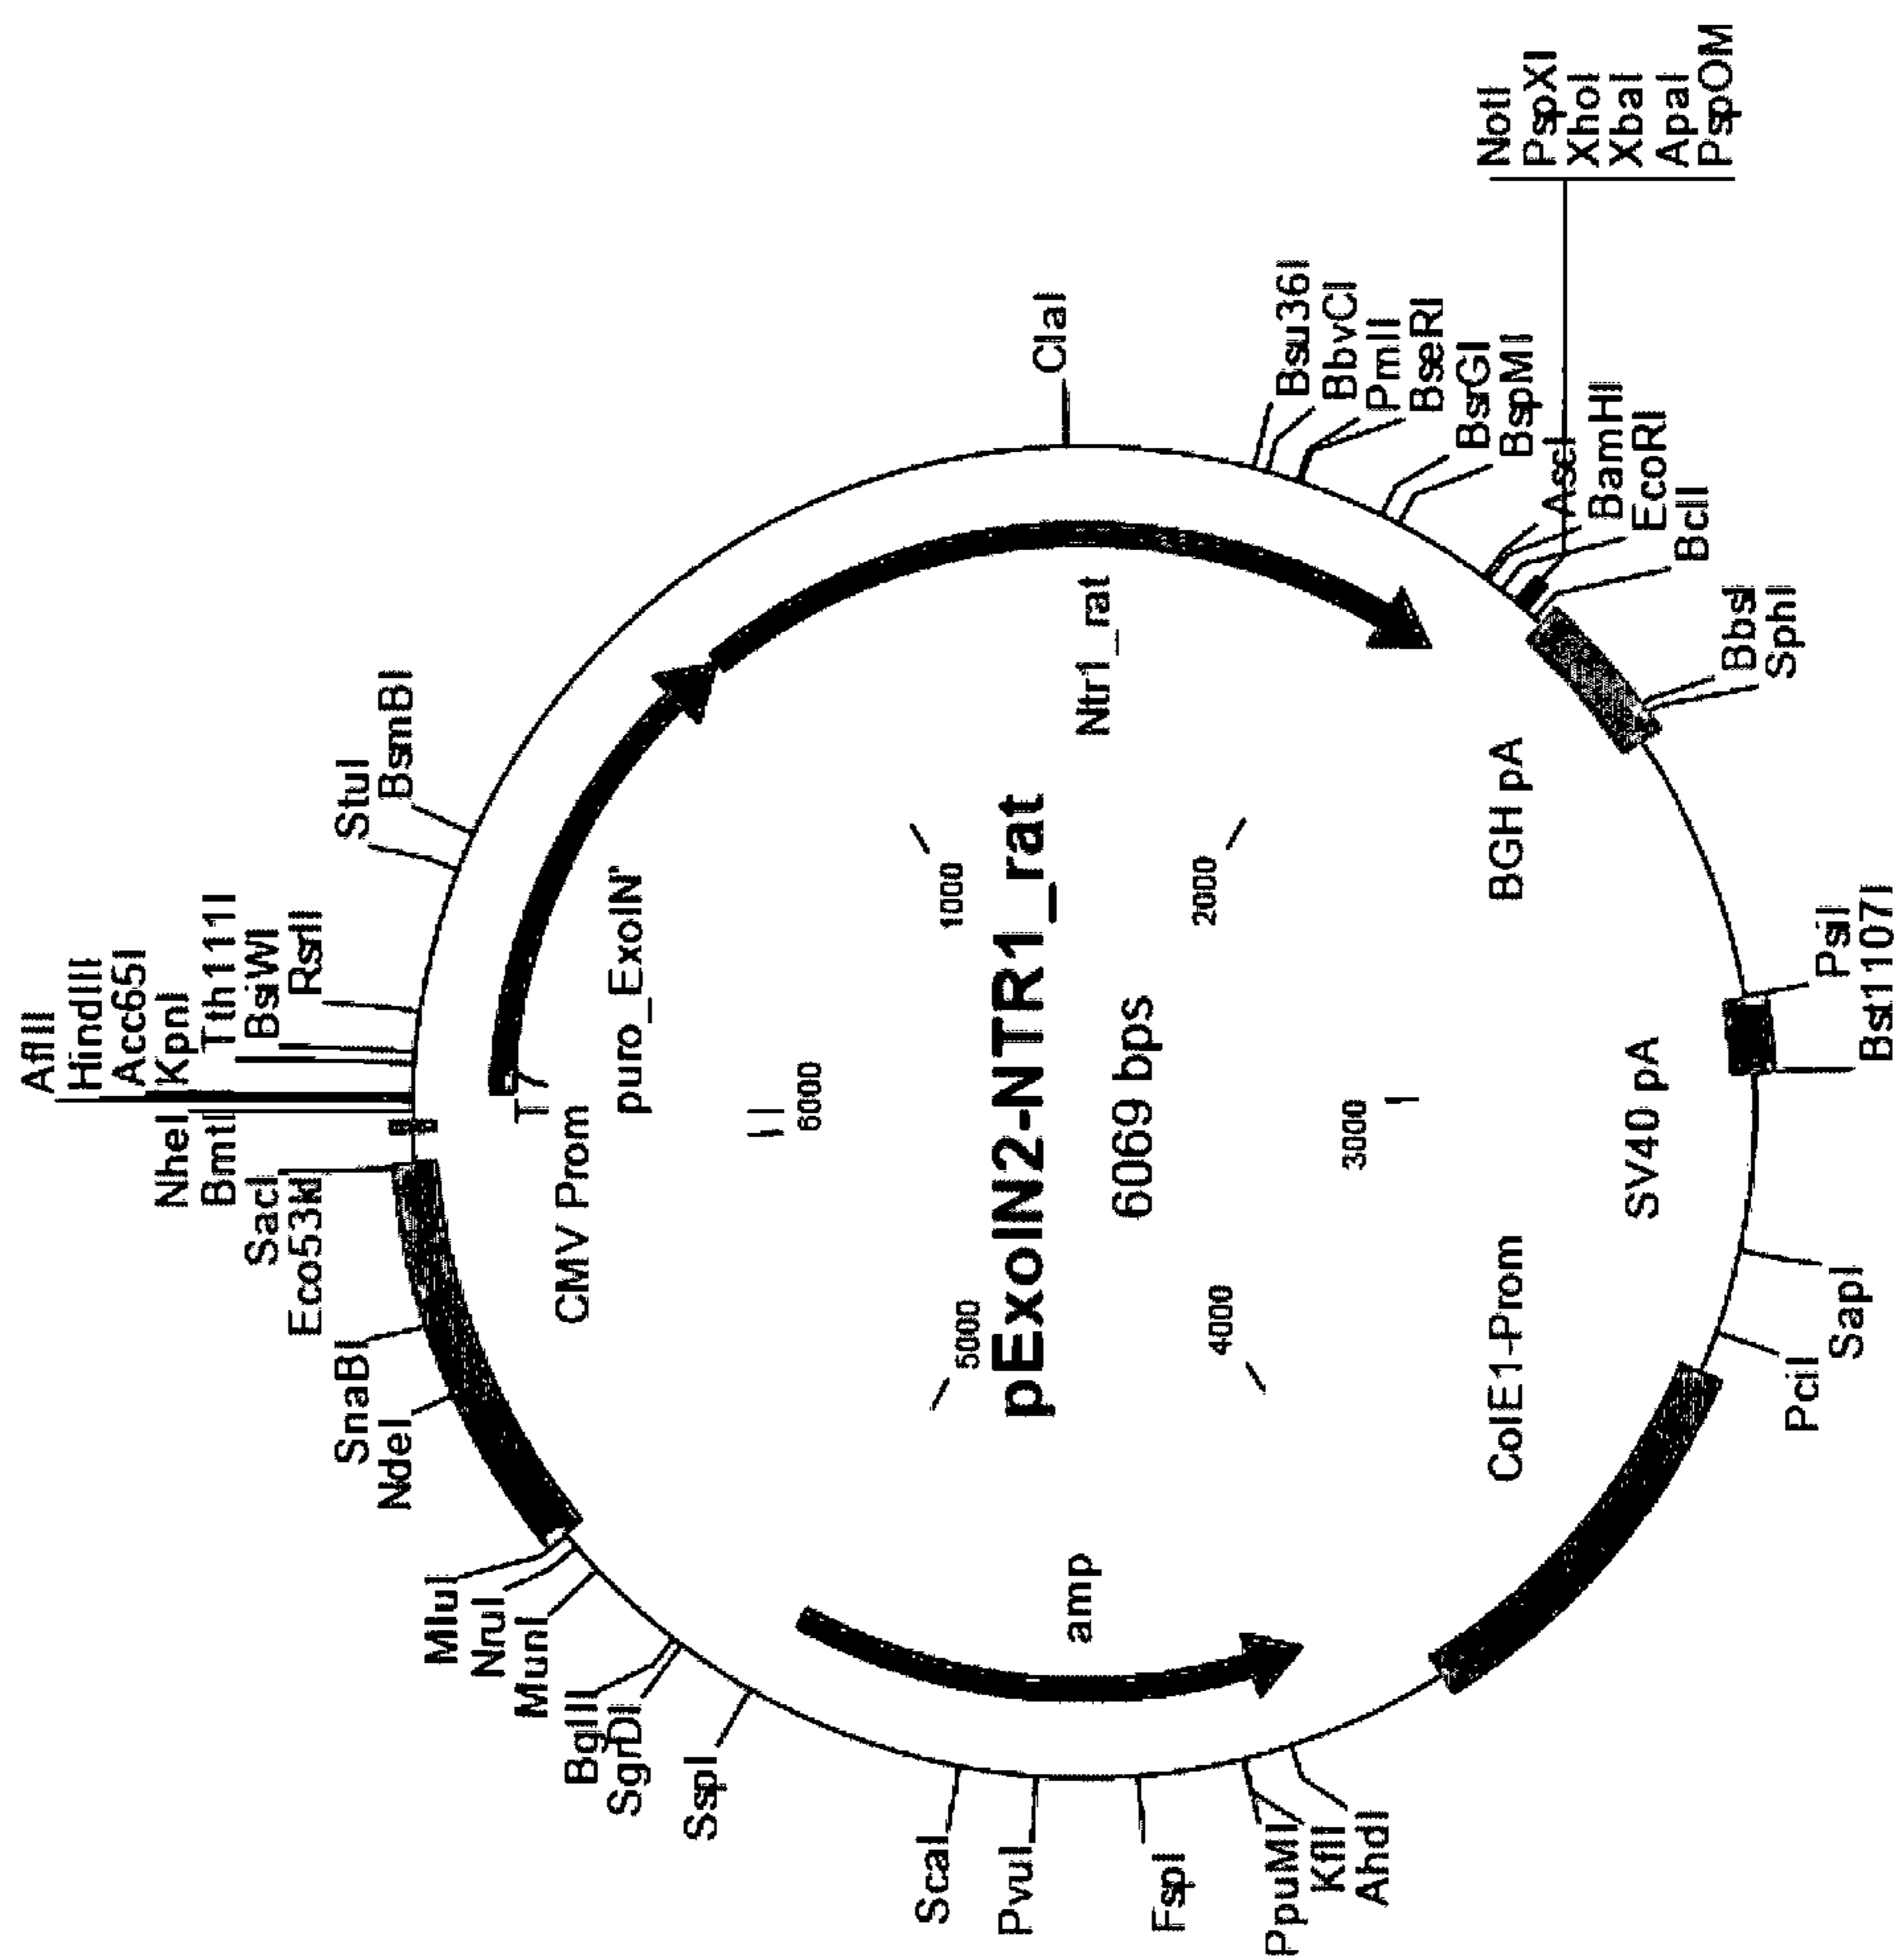 AflII
HindIII
Acc65I
KpnI
Tth111I
BsiWI
RsrII
NheI
BmtI
SacI
Eco53kI
SnaBI
NdeI
MluI
NruI
MunI
BglII
SgrDI
SspI
ScaI
PvuI
FspI
PpuMI
KflII
AhdI
StuI
BsmBI
ClaI
Bsu36I
BbvCI
PmlI
BseRI
BsrGI
BspMI
NotI
PspXI
XhoI
XbaI
ApaI
PspOM
AscI
BamHI
EcoRI
BclI
BbsI
SphI
PsiI
Bst1107I
SapI
PciI
T7
CMV Prom
puro_ExoIN'
Ntr1_rat
BGH pA
SV40 pA
ColE1-Prom
amp
6000
1000
2000
3000
4000
5000
pExoIN2-NTR1_rat
6069 bps